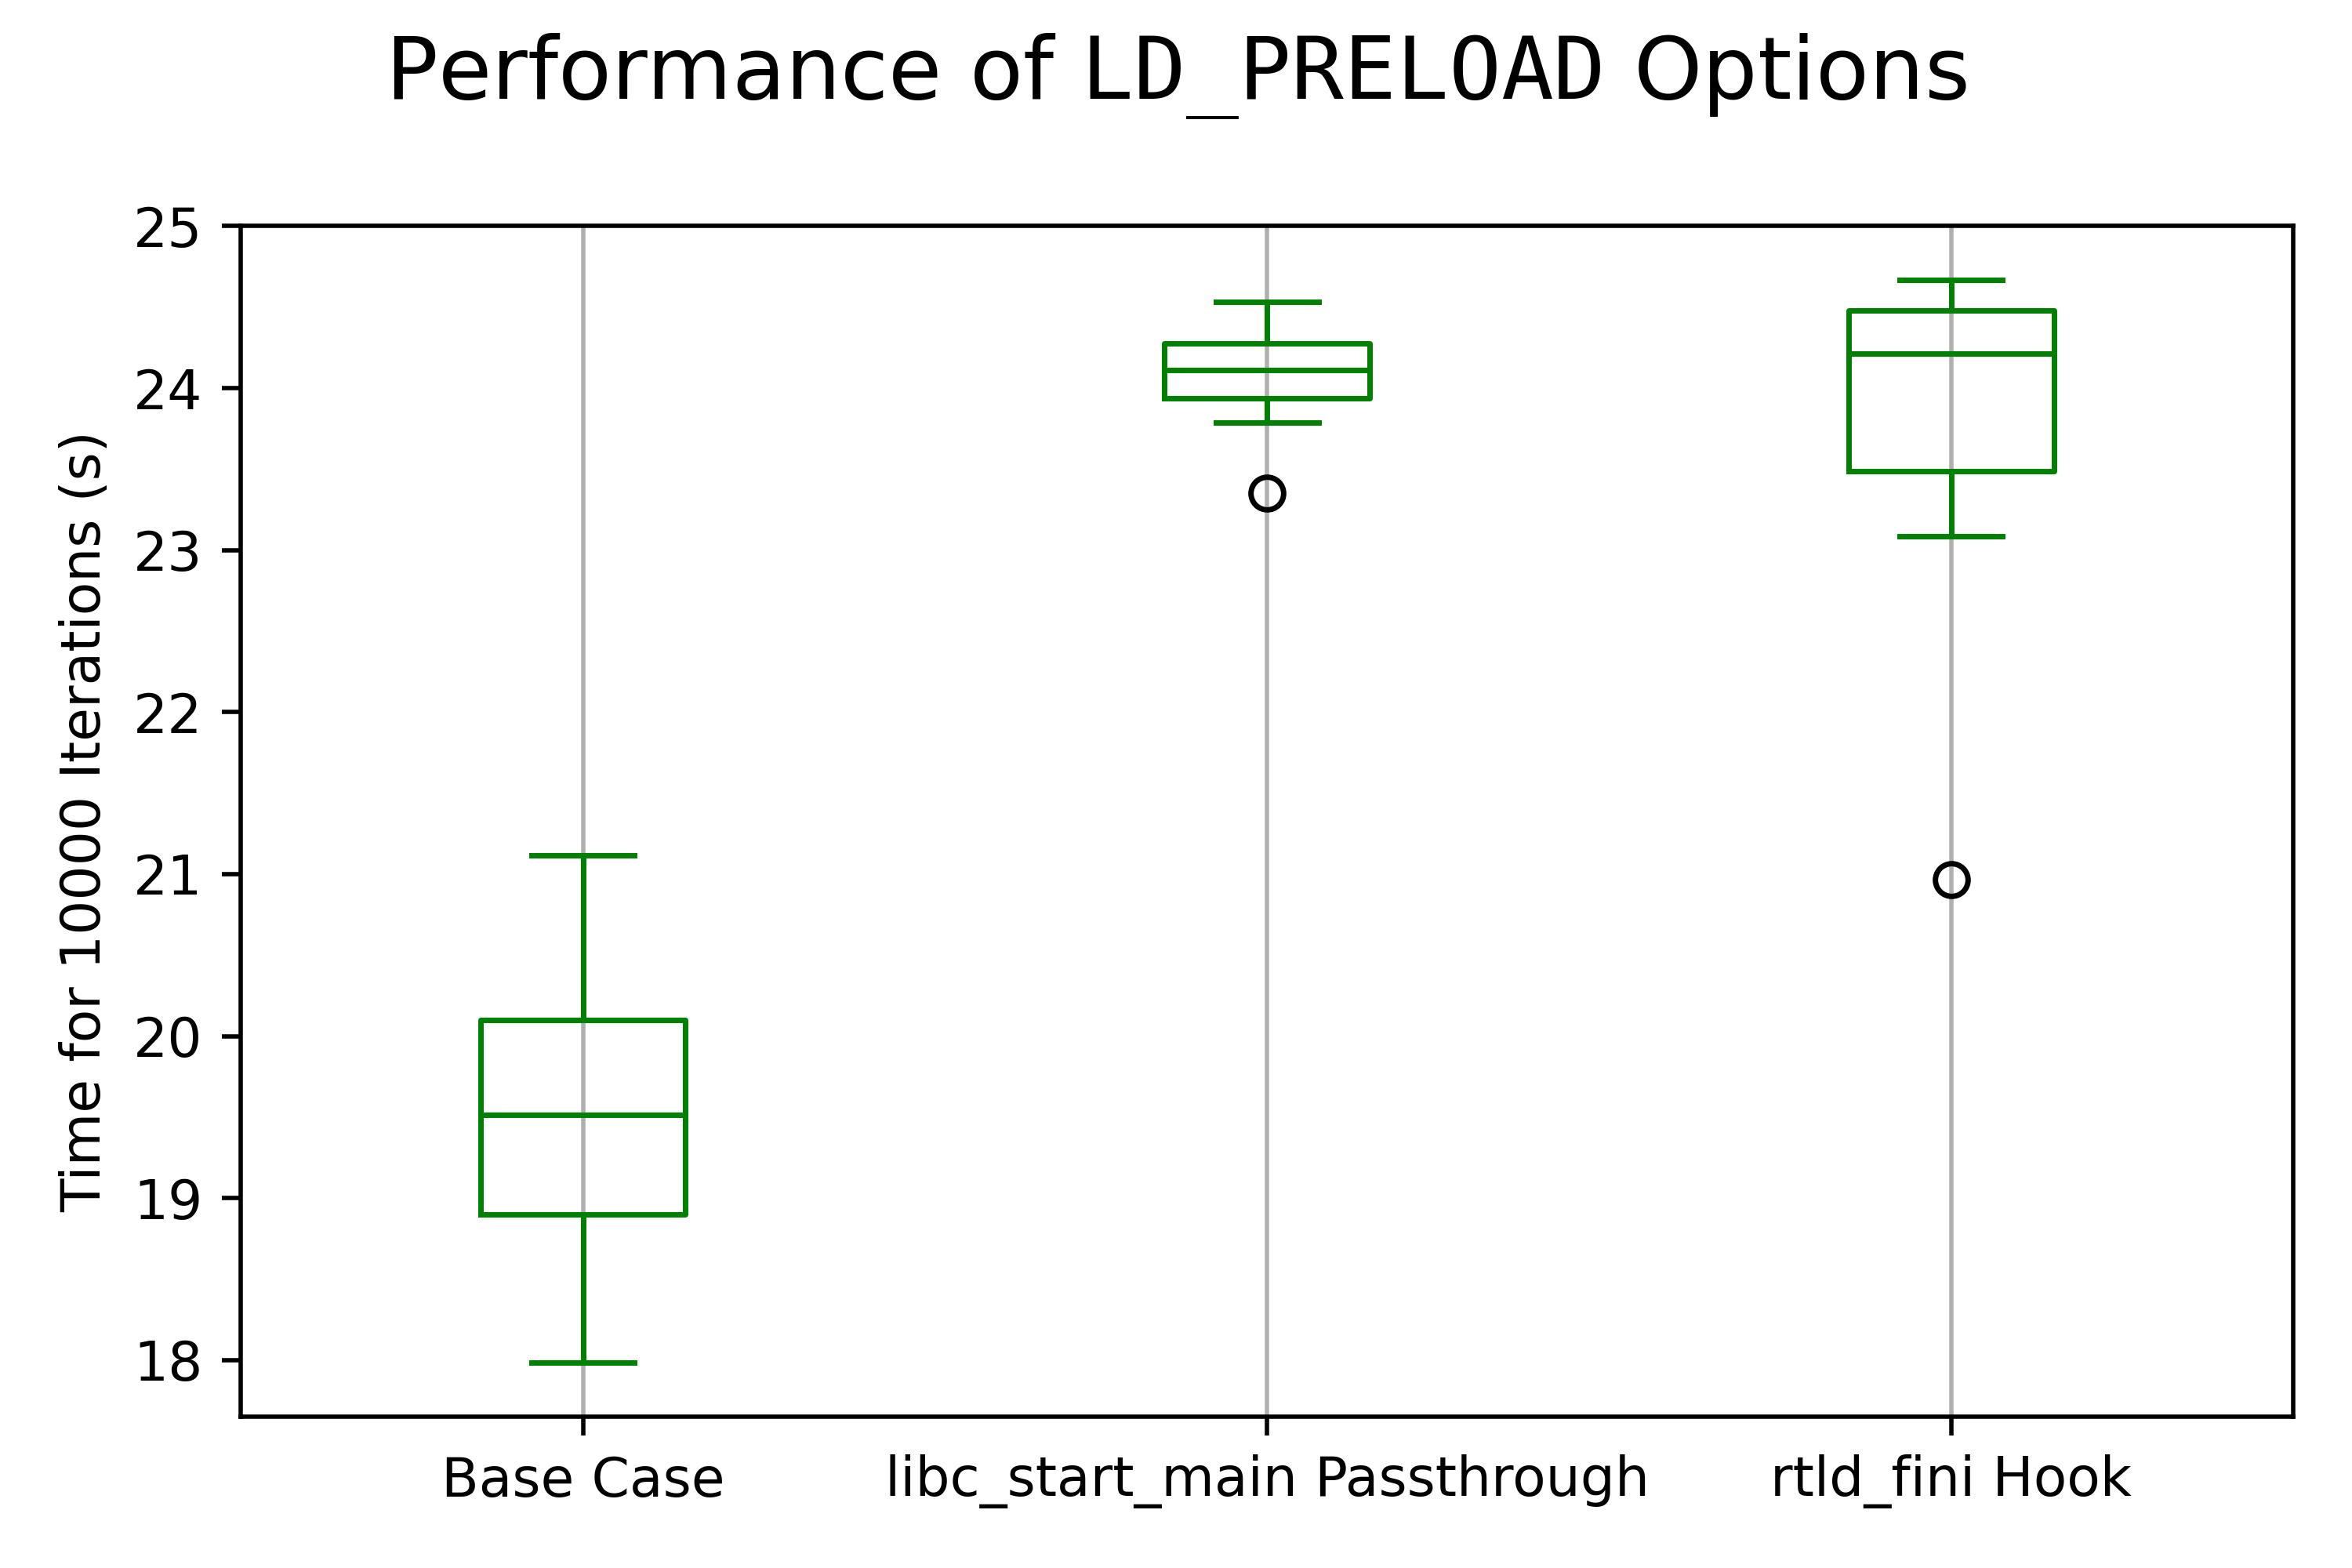 Performance of LD_PRELOAD Options
Time for 10000 Iterations (s)
25
24
23
22
21
20
19
18
Base Case
libc_start_main Passthrough
rtld_fini Hook